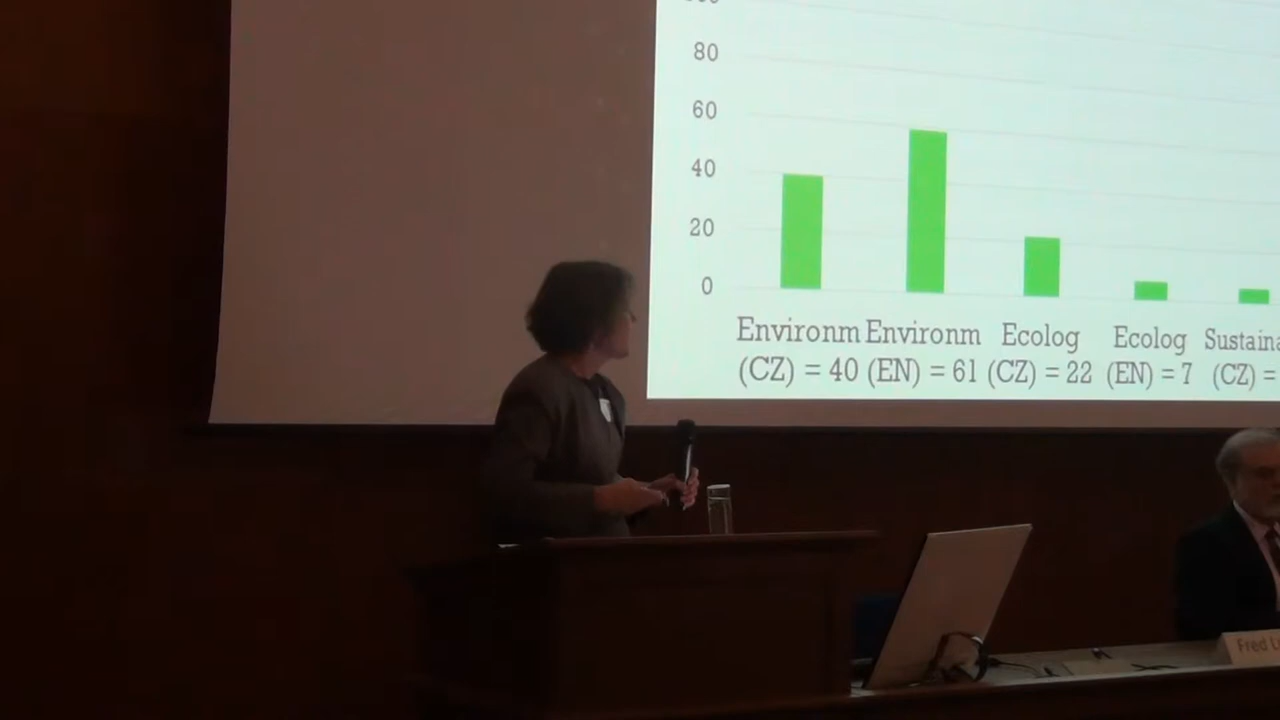 80
60
40
20
0
Environm Environm Ecolog Ecolog Sustaina
(CZ) = 40 (EN) = 61 (CZ) = 22 (EN) = 7 (CZ) =
Fred